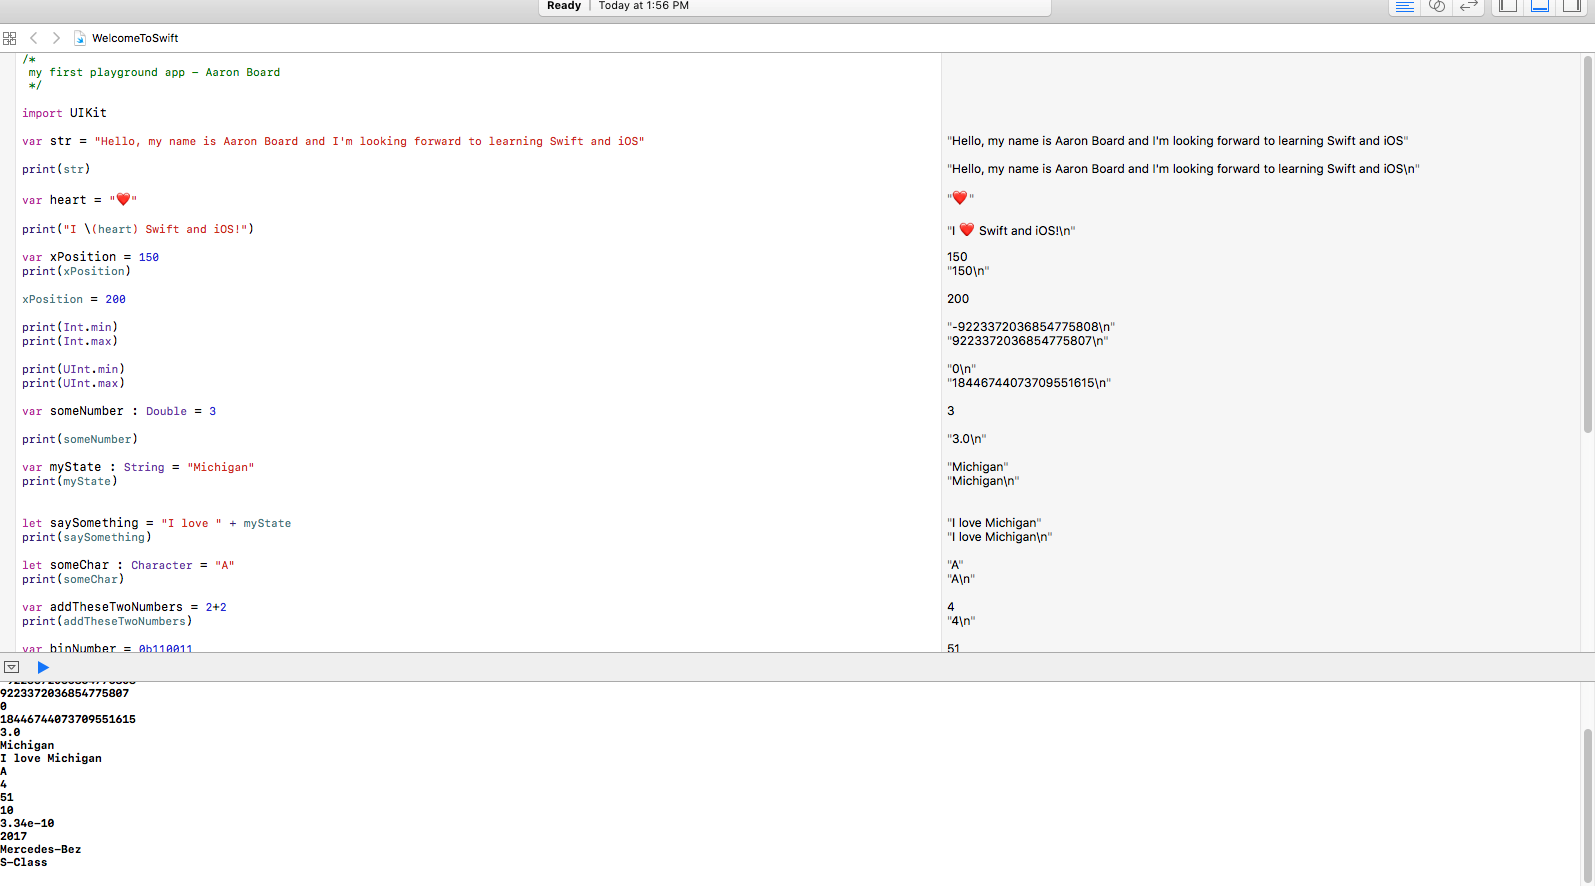 Ready | Today at 1:56 PM
WelcomeToSwift
/*
my first playground app - Aaron Board
*/
import UIKit
var str = "Hello, my name is Aaron Board and I'm looking forward to learning Swift and iOS"
"Hello, my name is Aaron Board and I'm looking forward to learning Swift and iOS"
print(str)
"Hello, my name is Aaron Board and I'm looking forward to learning Swift and iOS\n"
var heart = "❤️"
"❤️"
print("I \(heart) Swift and iOS!")
"I ❤️ Swift and iOS!\n"
var xPosition = 150
150
print(xPosition)
"150\n"
xPosition = 200
200
print(Int.min)
"-9223372036854775808\n"
print(Int.max)
"9223372036854775807\n"
print(UInt.min)
"0\n"
print(UInt.max)
"18446744073709551615\n"
var someNumber : Double = 3
3
print(someNumber)
"3.0\n"
var myState : String = "Michigan"
"Michigan"
print(myState)
"Michigan\n"
let saySomething = "I love " + myState
"I love Michigan"
print(saySomething)
"I love Michigan\n"
let someChar : Character = "A"
"A"
print(someChar)
"A\n"
var addTheseTwoNumbers = 2+2
4
print(addTheseTwoNumbers)
"4\n"
var binNumber = 0b110011
51
-9223372036854775808
9223372036854775807
0
18446744073709551615
3.0
Michigan
I love Michigan
A
4
51
10
3.34e-10
2017
Mercedes-Bez
S-Class